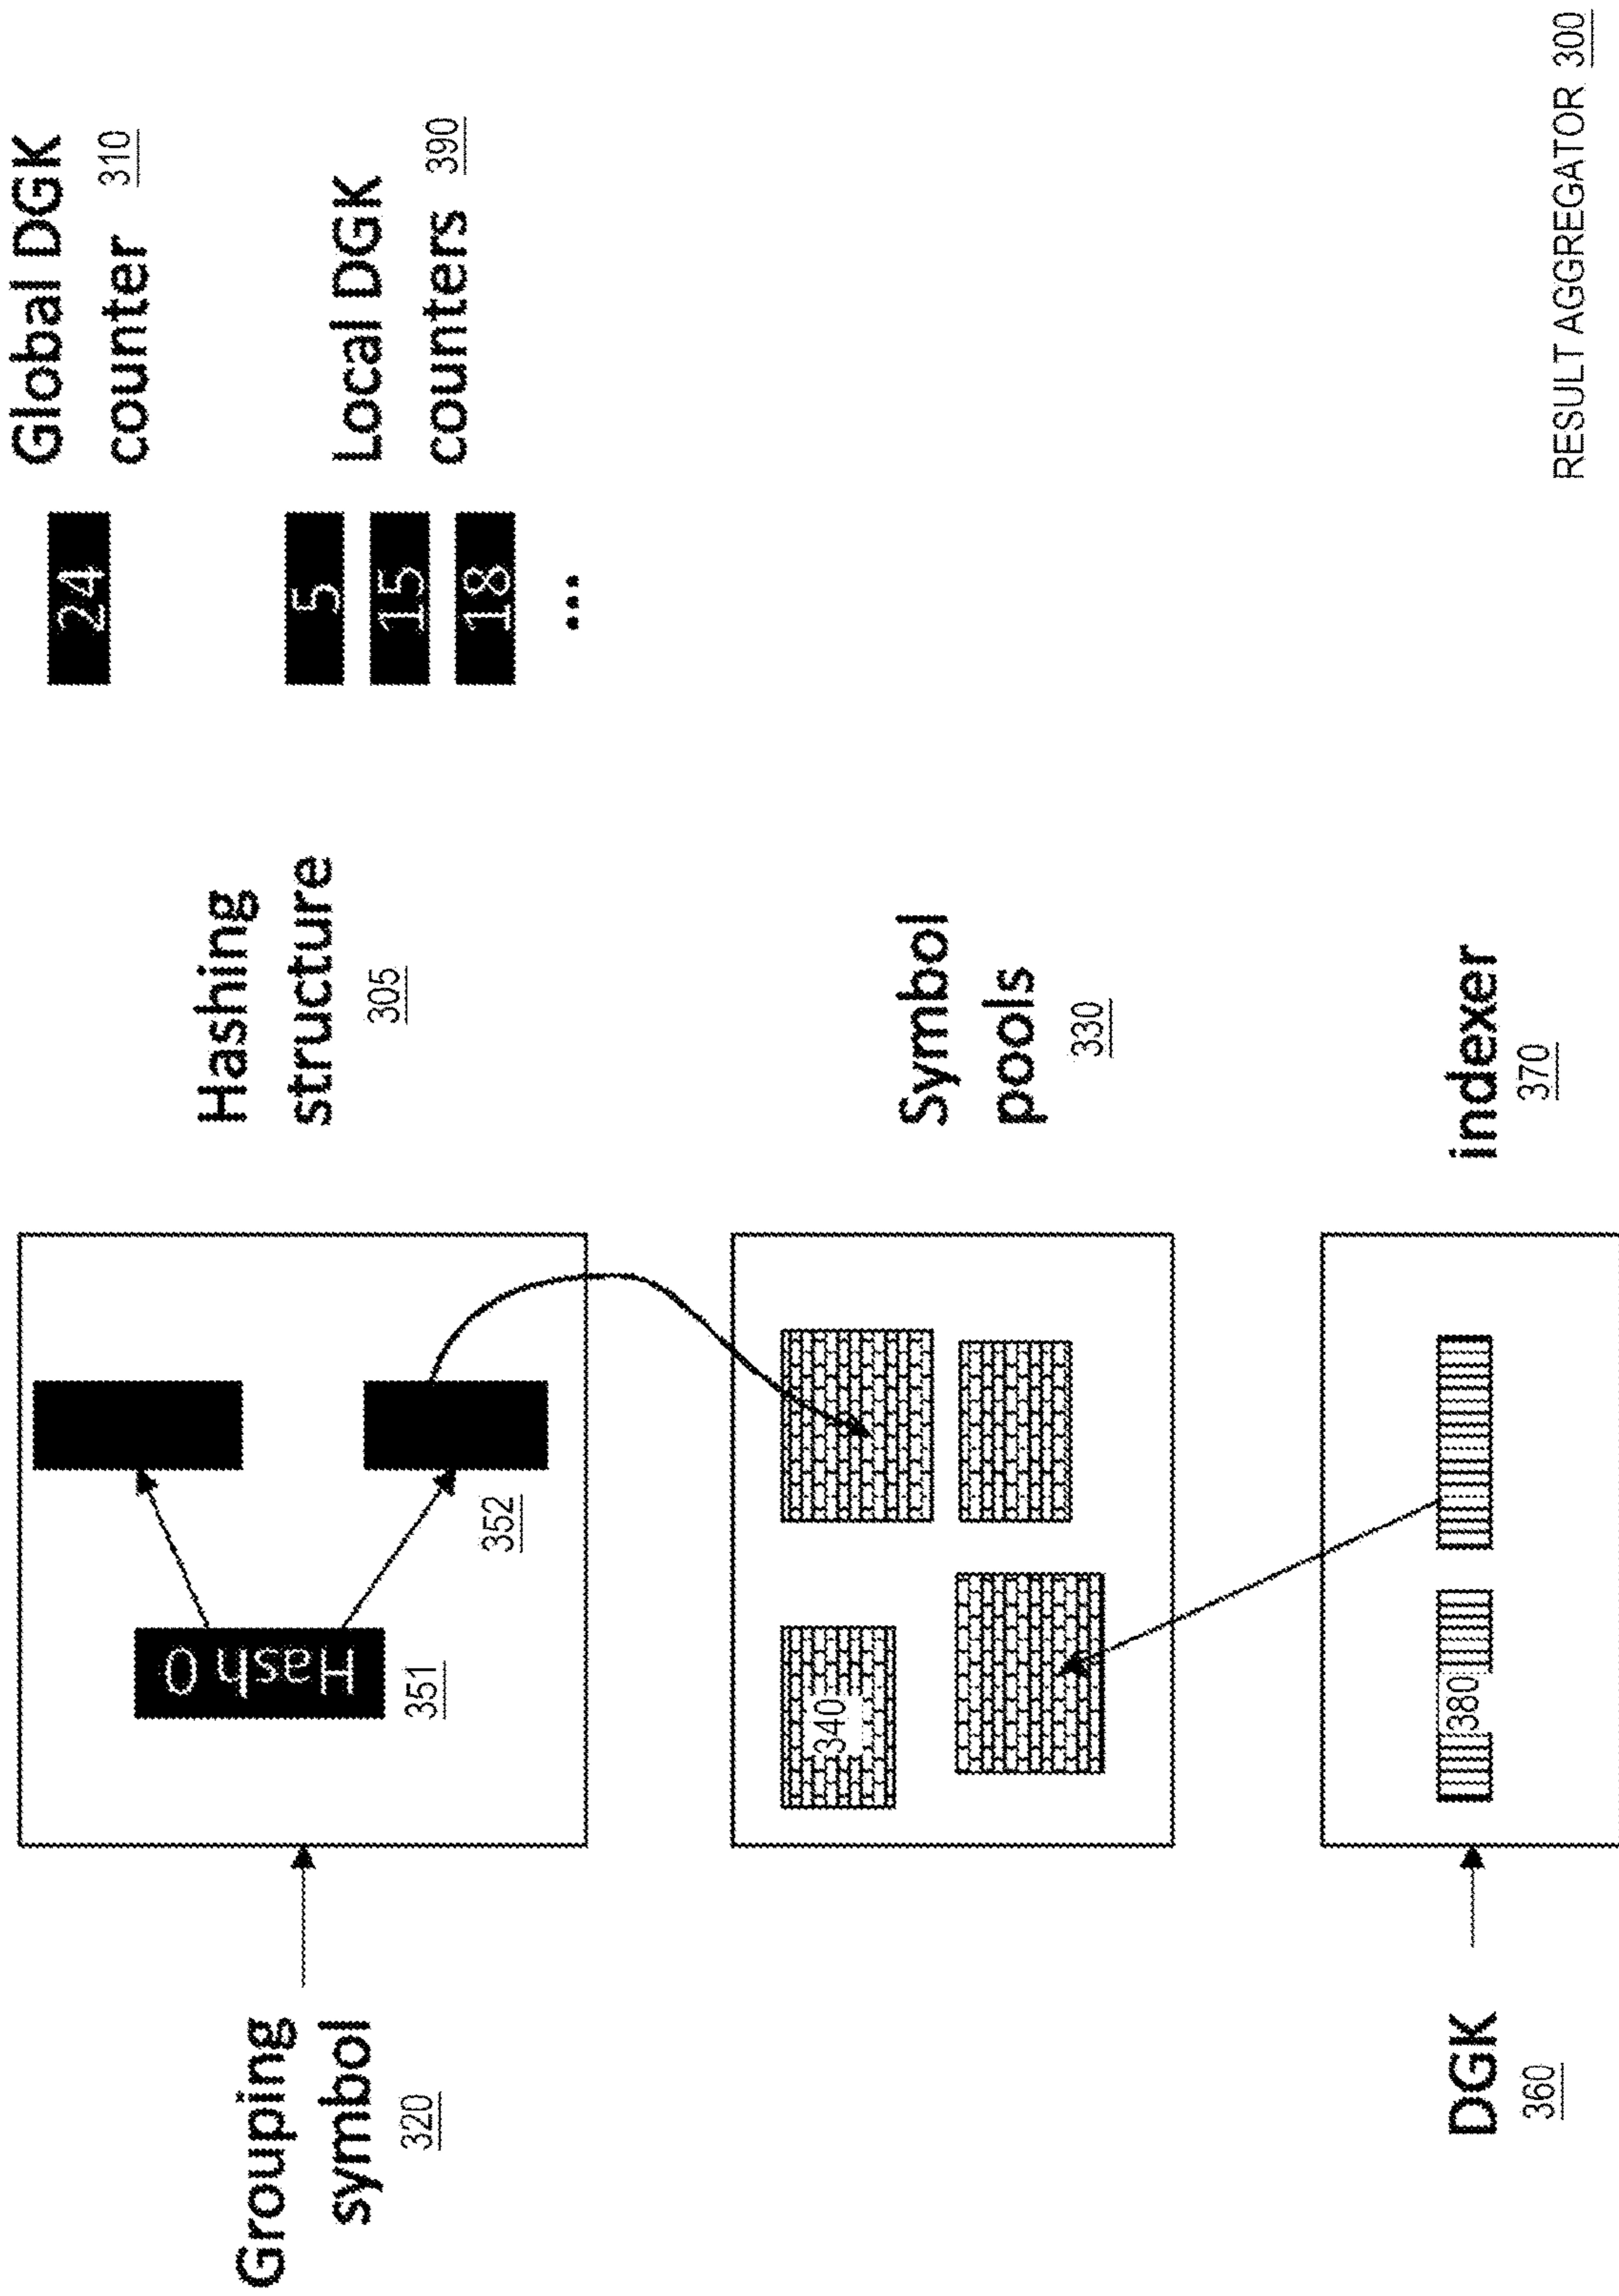 Global DGK
counter 310
24
Local DGK
counters 390
5
15
18
...
Hashing
structure
305
Hash 0
351
352
Grouping
symbol
320
Symbol
pools
330
340
indexer
370
380
DGK
360
RESULT AGGREGATOR 300